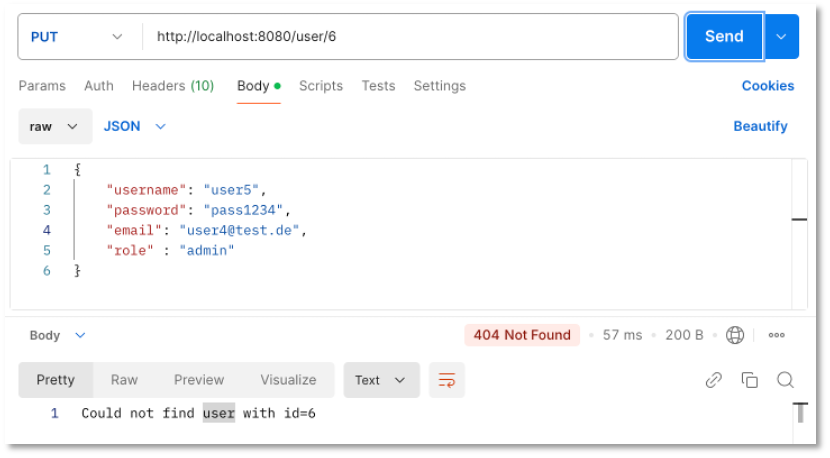 PUT http://localhost:8080/user/6 Send
Params Auth Headers (10) Body Scripts Tests Settings Cookies
raw JSON Beautify
1 {
2 "username": "user5",
3 "password": "pass1234",
4 "email": "user4@test.de",
5 "role" : "admin"
6 }
Body 404 Not Found 57 ms 200 B
Pretty Raw Preview Visualize Text
1 Could not find user with id=6